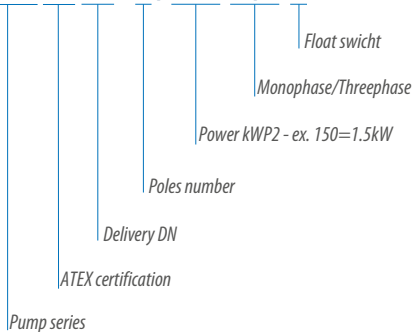 Float swicht
Monophase/Threephase
Power kWP2 - ex. 150=1.5kW
Poles number
Delivery DN
ATEX certification
Pump series